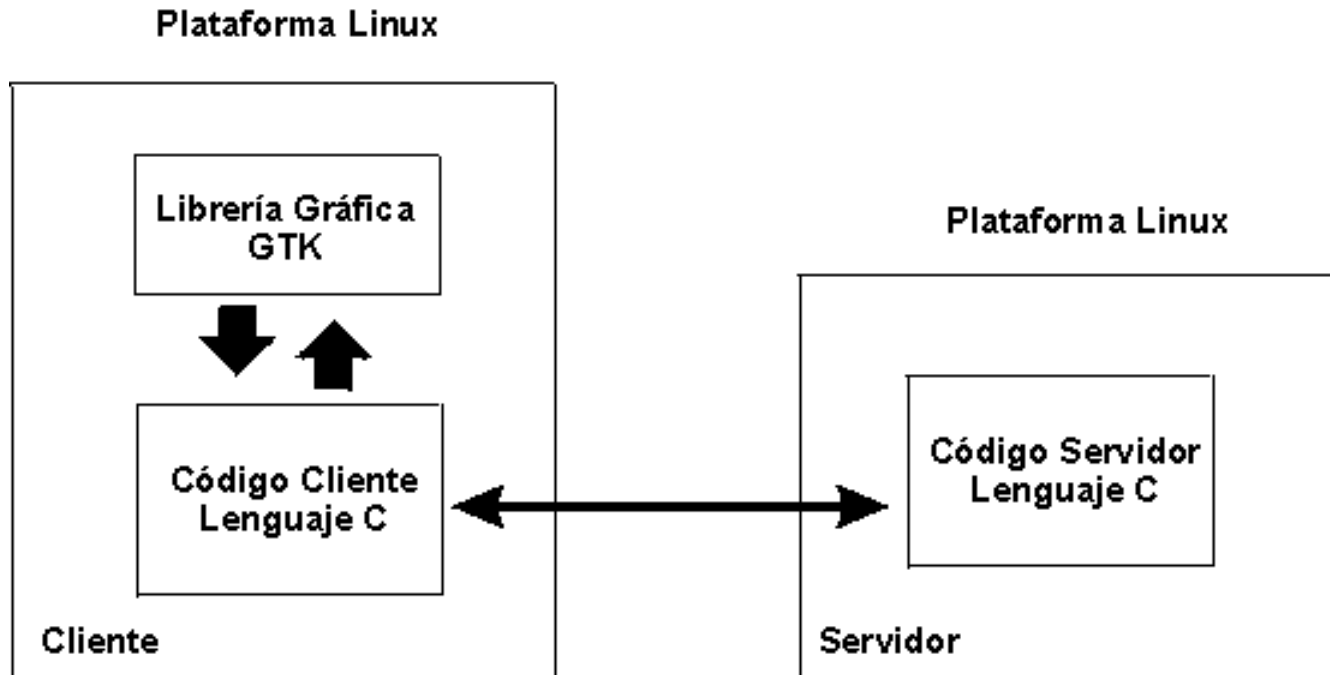 Plataforma Linux
Librería Gráfica
GTK
Código Cliente
Lenguaje C
Cliente
Plataforma Linux
Código Servidor
Lenguaje C
Servidor